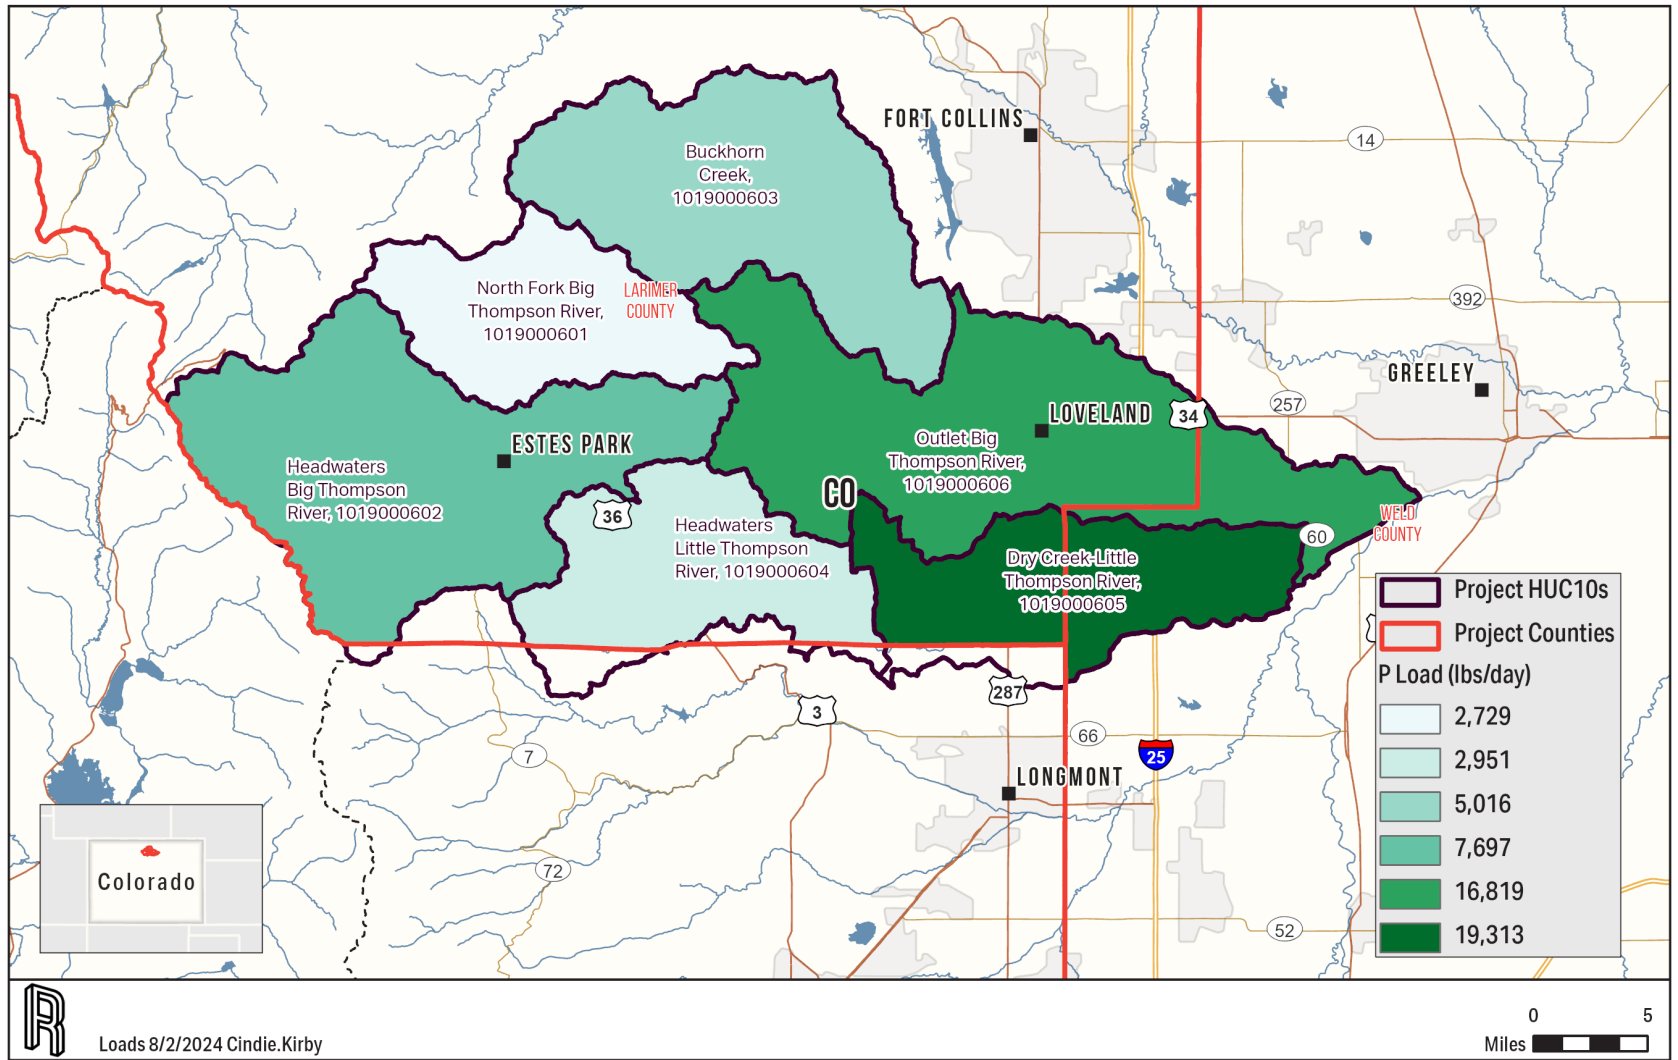 FORT COLLINS
14
Buckhorn
Creek,
1019000603
North Fork Big
Thompson River,
1019000601
LARIMER
COUNTY
392
GREELEY
257
34
LOVELAND
ESTES PARK
Outlet Big
Thompson River,
1019000606
Headwaters
Big Thompson
River, 1019000602
CO
36
Headwaters
Little Thompson
River, 1019000604
WELD
COUNTY
60
Dry Creek-Little
Thompson River,
1019000605
287
3
66
7
25
LONGMONT
72
52
Project HUC10s
Project Counties
P Load (lbs/day)
2,729
2,951
5,016
7,697
16,819
19,313
Colorado
R
Loads 8/2/2024 Cindie.Kirby
0 5
Miles